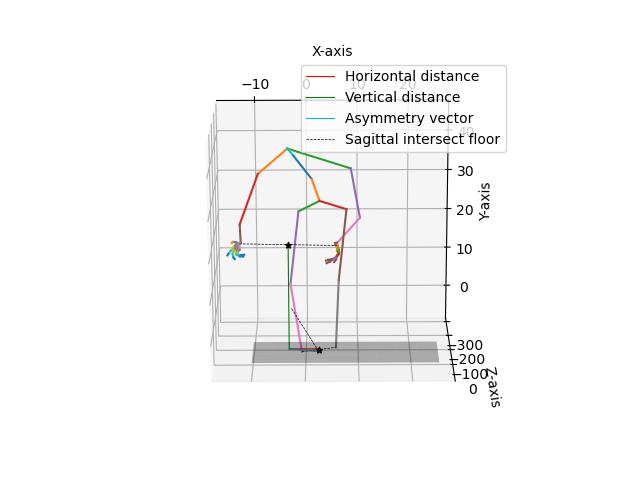 X-axis
−10 0 10 20
Horizontal distance
Vertical distance
Asymmetry vector
Sagittal intersect floor
40
30
20
10
0
Y-axis
−300
−200
−100
0
Z-axis